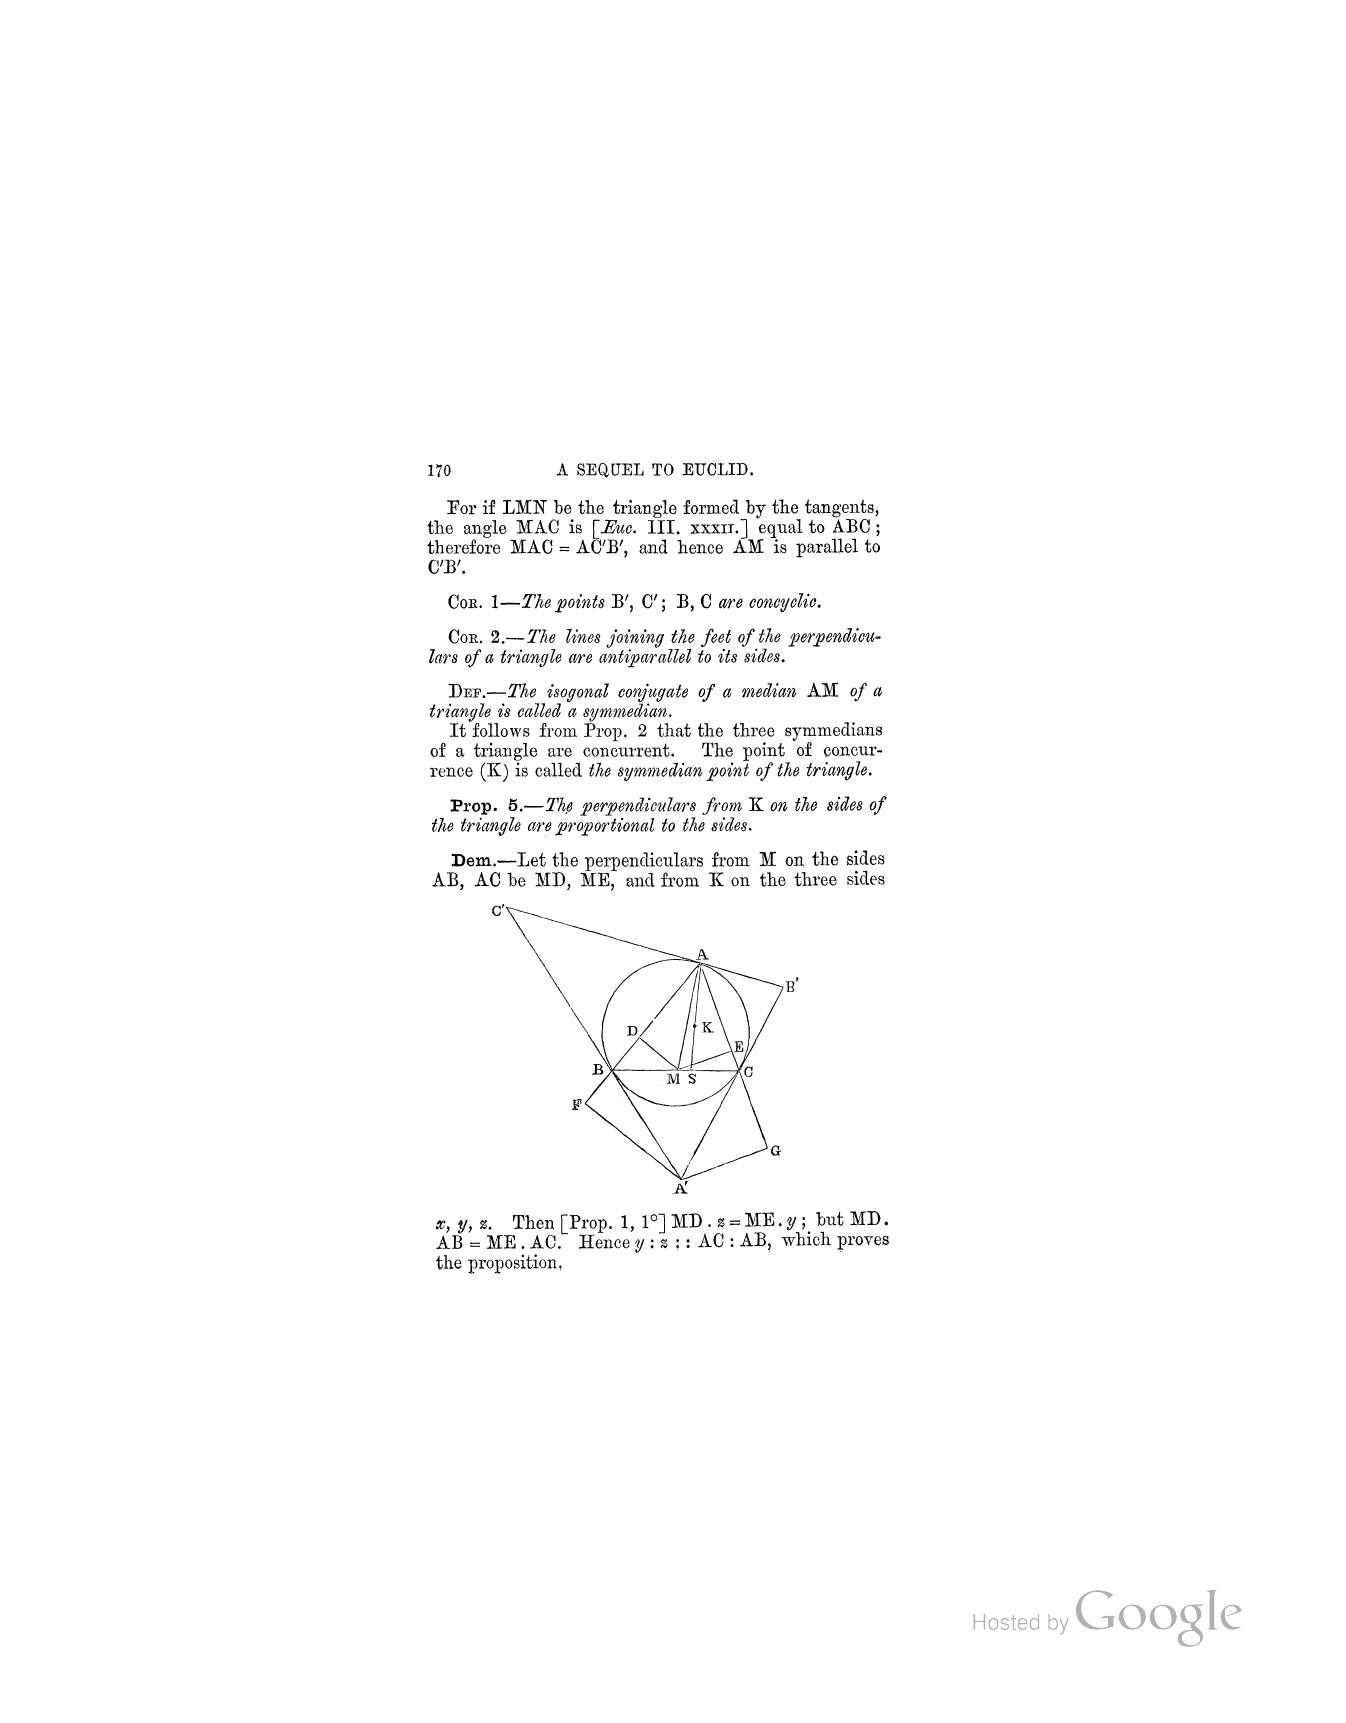 170 A SEQUEL TO EUCLID.
For if LMN be the triangle formed by the tangents,
the angle MAC is [Euc. III. XXXII.] equal to ABC;
therefore MAC = AC′B′, and hence AM is parallel to
C′B′.
COR. 1—The points B′, C′; B, C are concyclic.
COR. 2.—The lines joining the feet of the perpendicu-
lars of a triangle are antiparallel to its sides.
DEF.—The isogonal conjugate of a median AM of a
triangle is called a symmedian.
It follows from Prop. 2 that the three symmedians
of a triangle are concurrent. The point of concur-
rence (K) is called the symmedian point of the triangle.
Prop. 5.—The perpendiculars from K on the sides of
the triangle are proportional to the sides.
Dem.—Let the perpendiculars from M on the sides
AB, AC be MD, ME, and from K on the three sides
C′
A
B′
D
K
E
B
M S
C
F
G
A′
x, y, z. Then [Prop. 1, 1°] MD . z = ME . y ; but MD .
AB = ME . AC. Hence y : z :: AC : AB, which proves
the proposition.
Hosted by Google